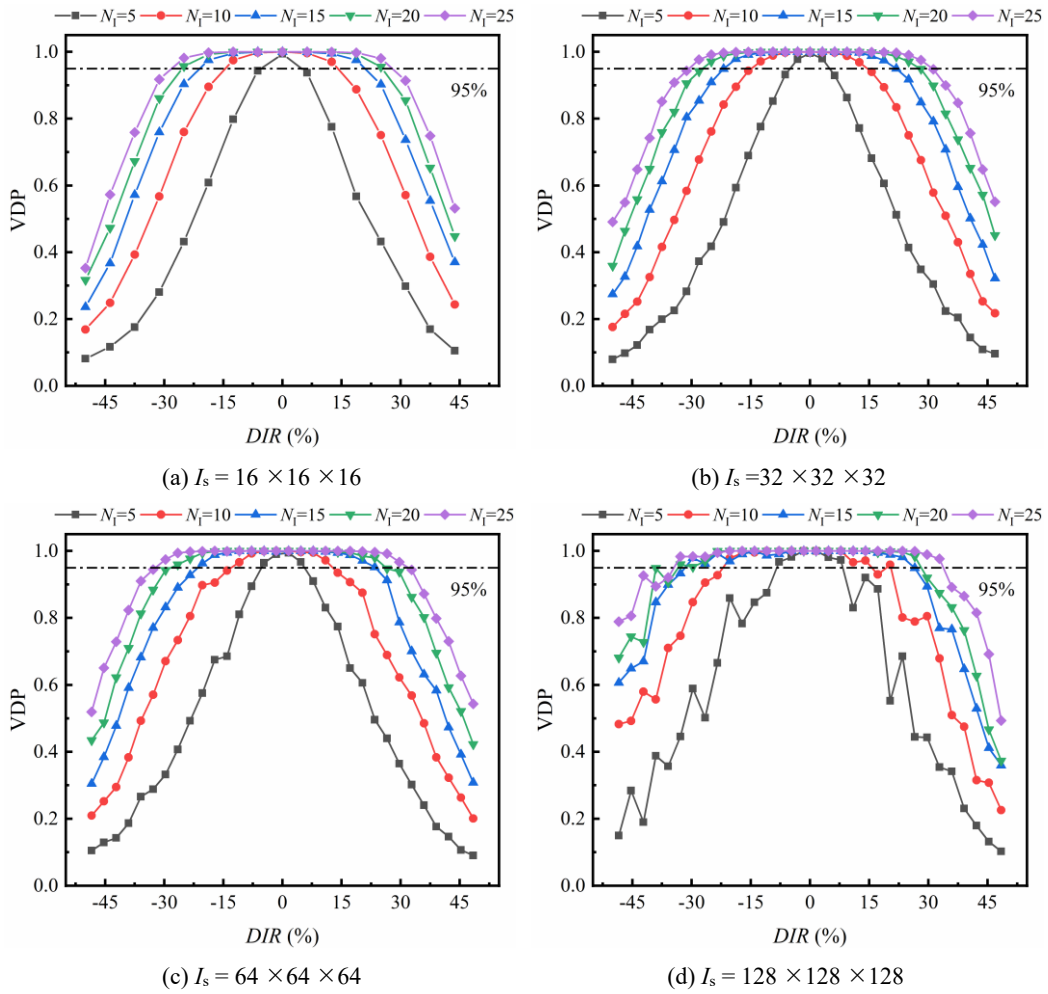 N_I=5 N_I=10 N_I=15 N_I=20 N_I=25
1.0
0.8
0.6
0.4
0.2
0.0
VDP
95%
-45 -30 -15 0 15 30 45
DIR (%)
(a) I_s = 16 ×16 ×16
N_I=5 N_I=10 N_I=15 N_I=20 N_I=25
1.0
0.8
0.6
0.4
0.2
0.0
VDP
95%
-45 -30 -15 0 15 30 45
DIR (%)
(b) I_s =32 ×32 ×32
N_I=5 N_I=10 N_I=15 N_I=20 N_I=25
1.0
0.8
0.6
0.4
0.2
0.0
VDP
95%
-45 -30 -15 0 15 30 45
DIR (%)
(c) I_s = 64 ×64 ×64
N_I=5 N_I=10 N_I=15 N_I=20 N_I=25
1.0
0.8
0.6
0.4
0.2
0.0
VDP
95%
-45 -30 -15 0 15 30 45
DIR (%)
(d) I_s = 128 ×128 ×128